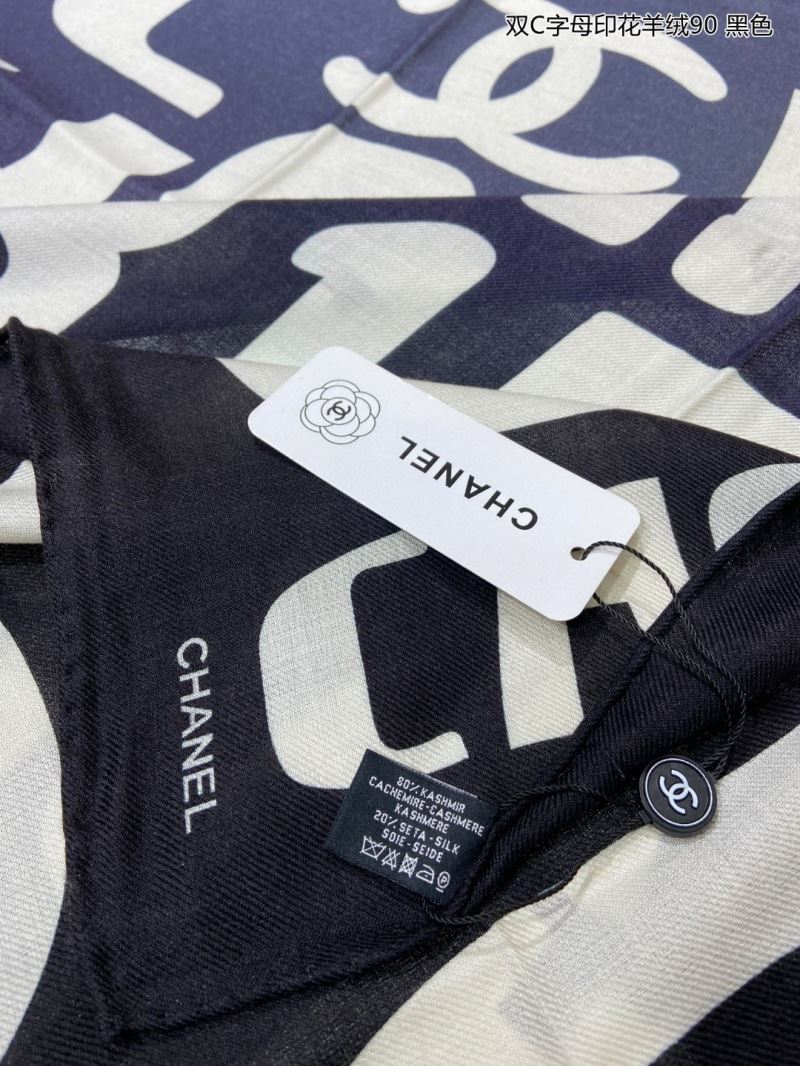 双C字母印花羊绒90 黑色
CHANEL
CHANEL
80% KASHMIR
CACHEMIRE-CASHMERE
KASHMERE
20% SETA-SILK
SOIE-SEIDE
P